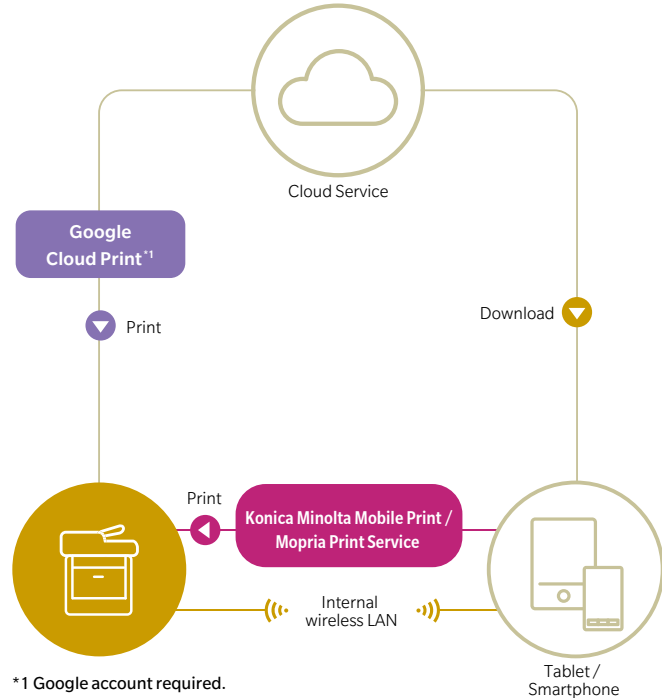 Cloud Service
Google
Cloud Print*1
Print
Download
Print
Konica Minolta Mobile Print /
Mopria Print Service
Internal
wireless LAN
Tablet /
Smartphone
*1 Google account required.